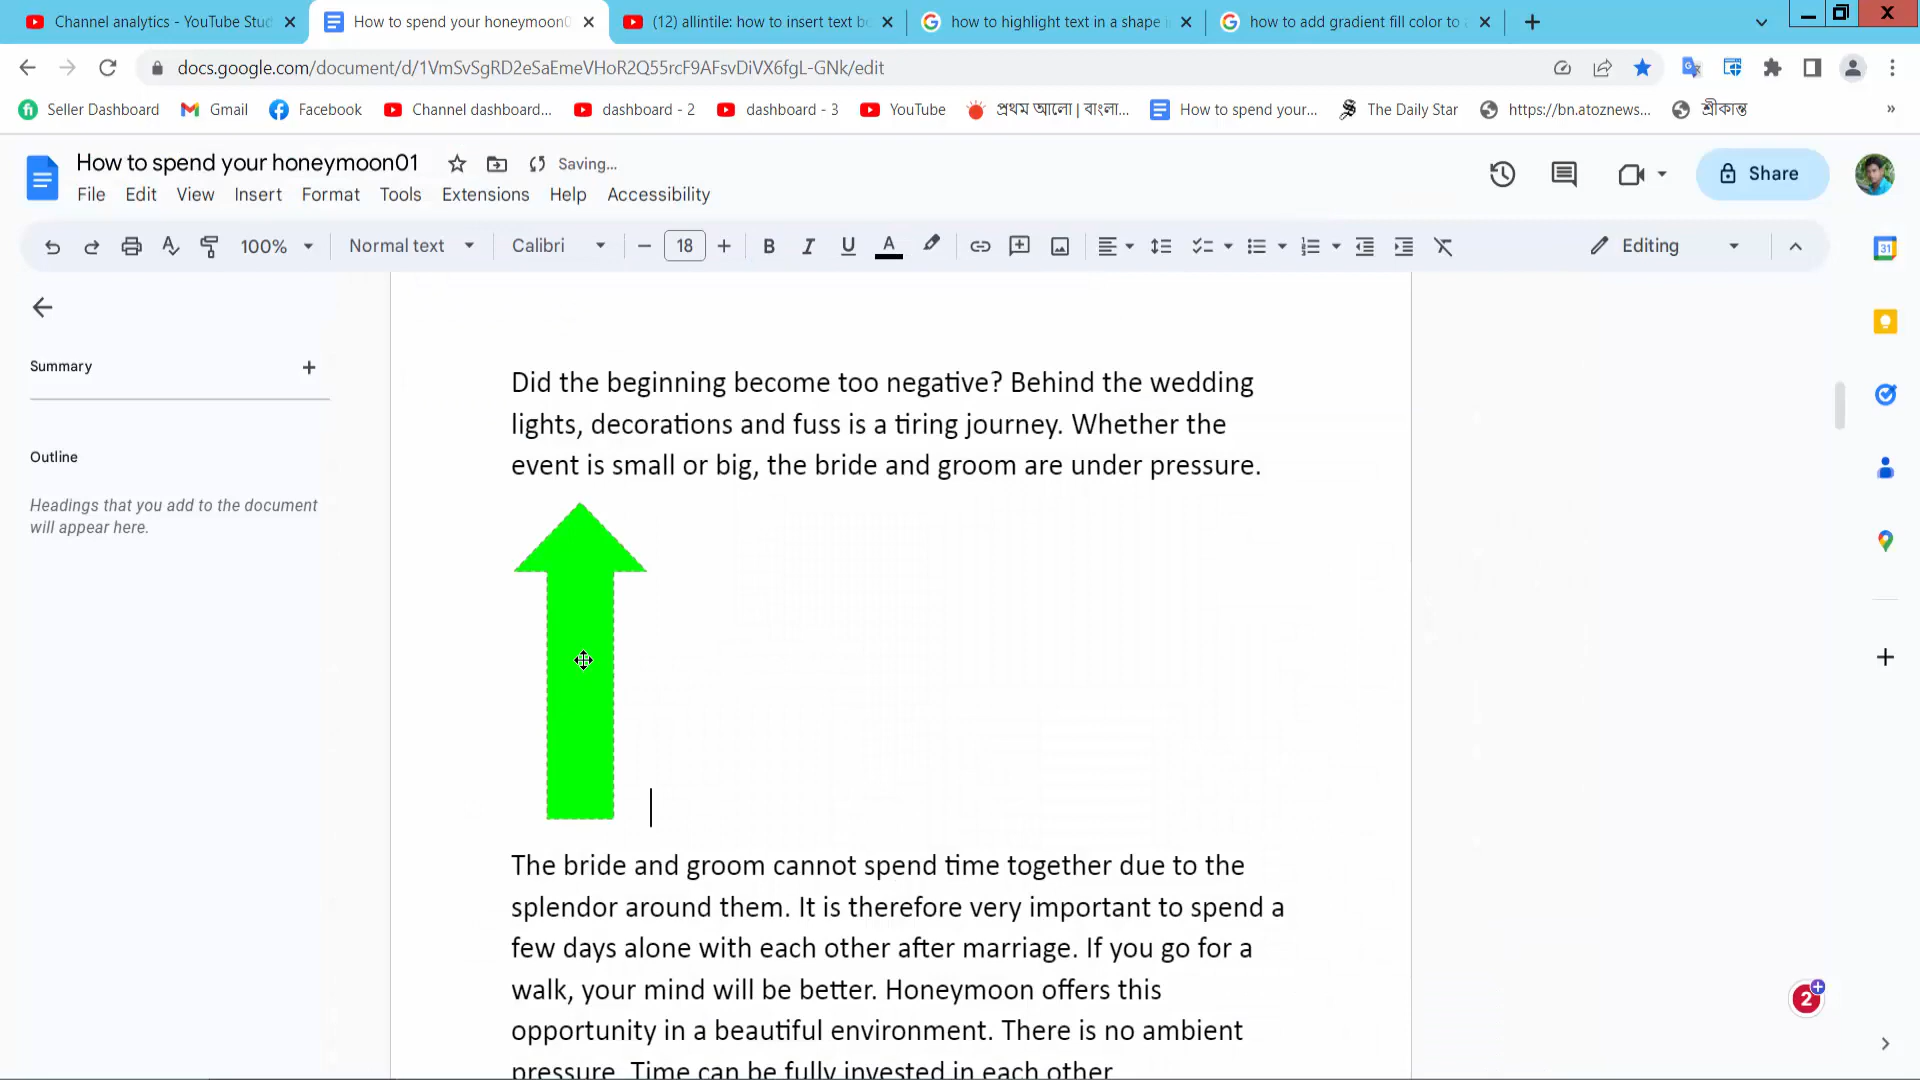 Channel analytics - YouTube Stud
How to spend your honeymoon0
(12) allintile: how to insert text be
how to highlight text in a shape i
how to add gradient fill color to a
docs.google.com/document/d/1VmSvSgRD2eSaEmeVHoR2Q55rcF9AFsvDiVX6fgL-GNk/edit
Seller Dashboard
Gmail
Facebook
Channel dashboard...
dashboard - 2
dashboard - 3
YouTube
প্রথম আলো | বাংলা...
How to spend your...
The Daily Star
https://bn.atoznews...
শ্রীকান্ত
»
How to spend your honeymoon01
Saving...
File Edit View Insert Format Tools Extensions Help Accessibility
Share
100%
Normal text
Calibri
18
B I U A
Editing
31
Summary
Outline
Headings that you add to the document
will appear here.
Did the beginning become too negative? Behind the wedding
lights, decorations and fuss is a tiring journey. Whether the
event is small or big, the bride and groom are under pressure.
The bride and groom cannot spend time together due to the
splendor around them. It is therefore very important to spend a
few days alone with each other after marriage. If you go for a
walk, your mind will be better. Honeymoon offers this
opportunity in a beautiful environment. There is no ambient
pressure. Time can be fully invested in each other.
2